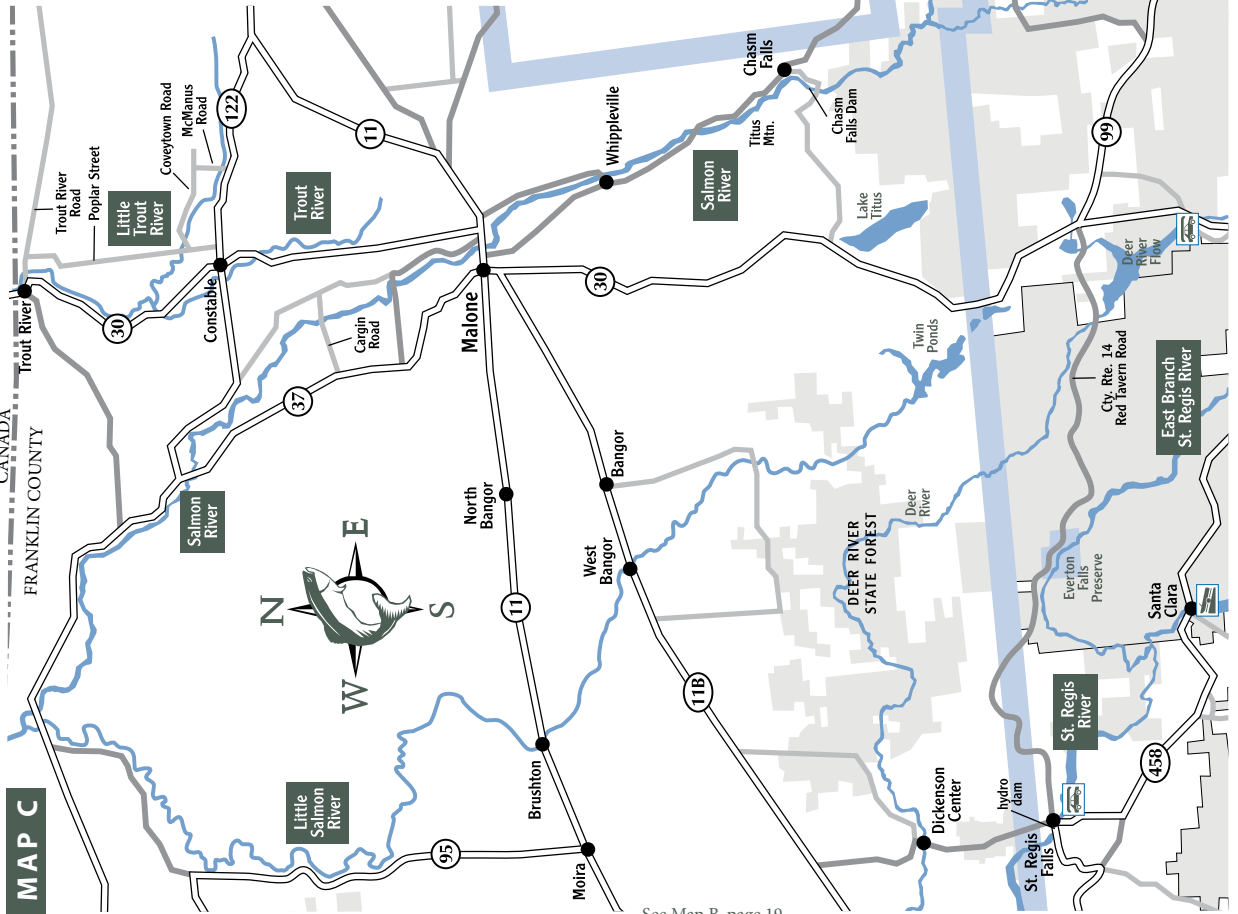 MAP C
CANADA
FRANKLIN COUNTY
Trout River
Trout River
Road
Poplar Street
Little
Trout
River
Coveytown Road
McManus
Road
122
11
Trout
River
30
Constable
Cargin
Road
37
Malone
Salmon
River
N
E
S
W
North
Bangor
11
Whippleville
Chasm
Falls
Titus
Mtn.
Chasm
Falls Dam
Salmon
River
Lake
Titus
30
99
Deer
River
Flow
Twin
Ponds
Cty. Rte. 14
Red Tavern Road
East Branch
St. Regis River
Bangor
West
Bangor
11B
DEER RIVER
STATE FOREST
Deer
River
Everton
Falls
Preserve
Santa
Clara
St. Regis
River
458
hydro
dam
Dickenson
Center
St. Regis
Falls
Little
Salmon
River
Brushton
95
Moira
See Map B, page 19